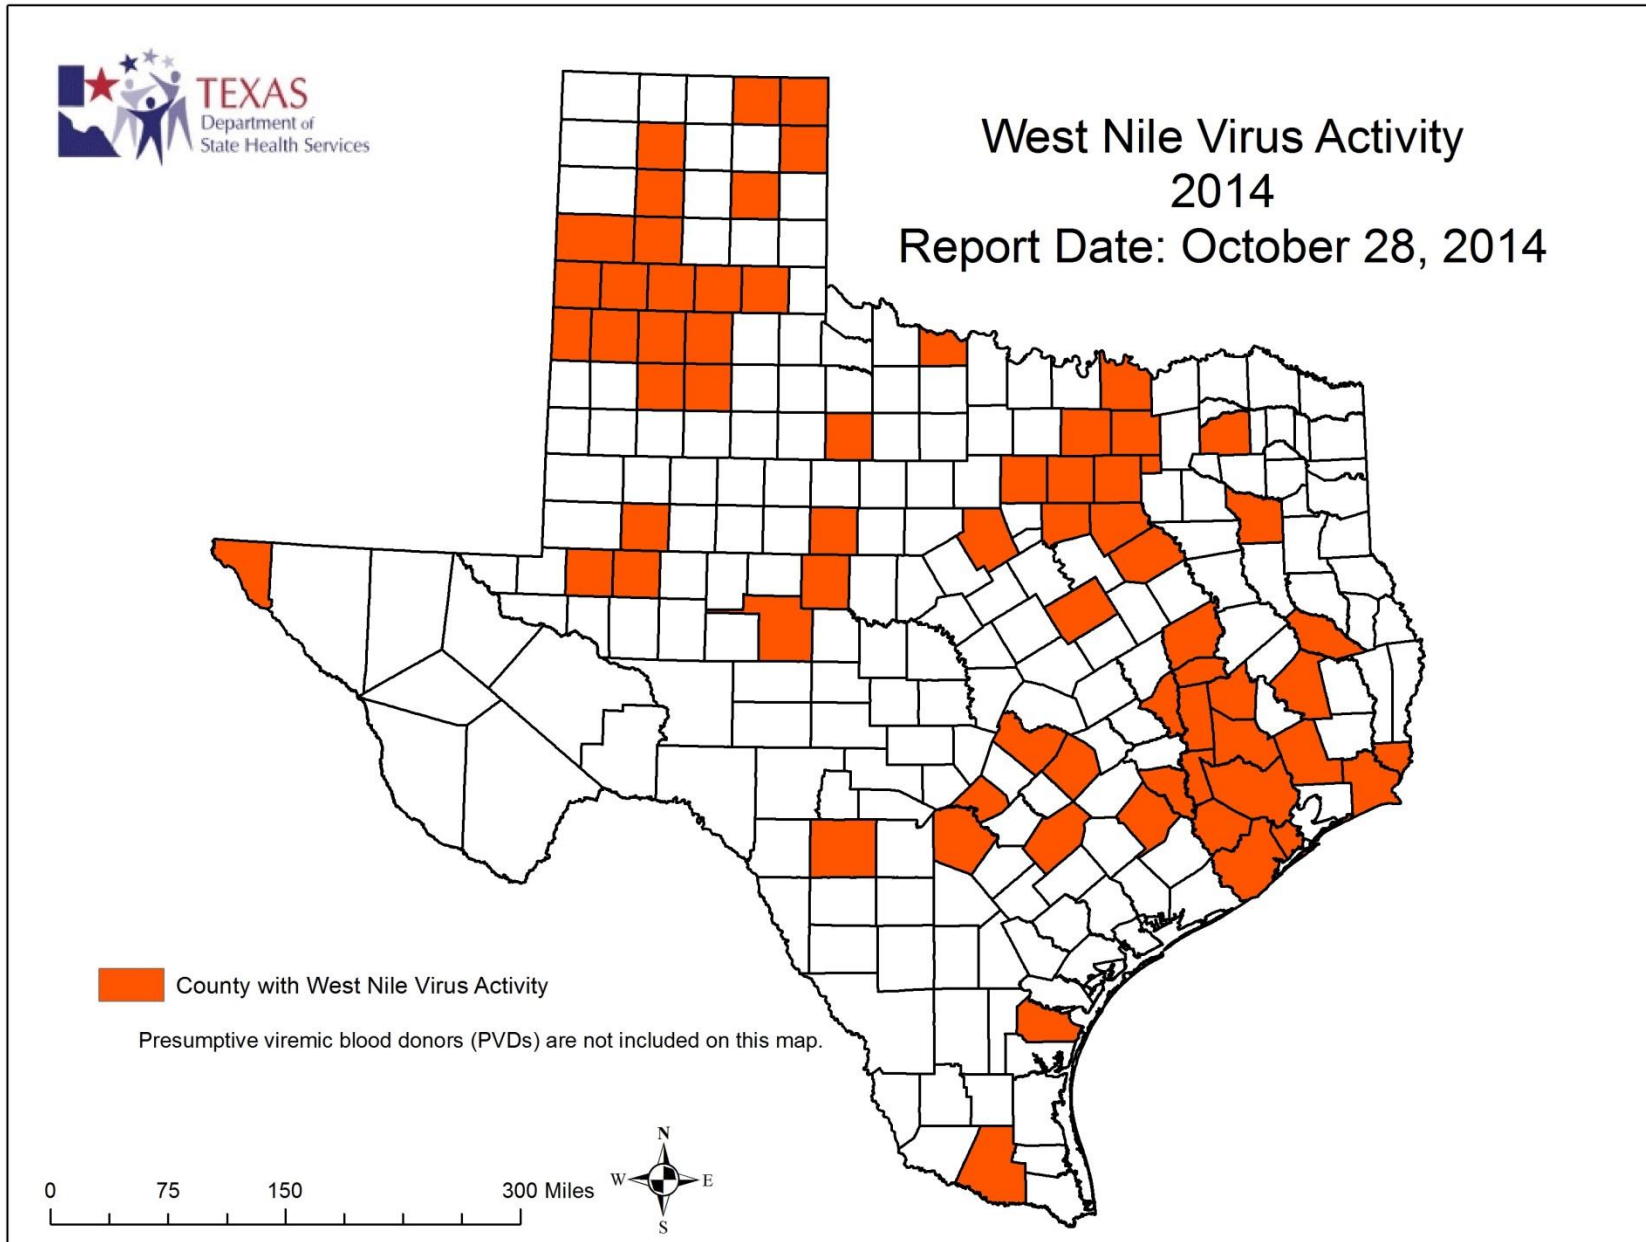 TEXAS
Department of
State Health Services
West Nile Virus Activity
2014
Report Date: October 28, 2014
County with West Nile Virus Activity
Presumptive viremic blood donors (PVDs) are not included on this map.
0 75 150 300 Miles
N
W E
S